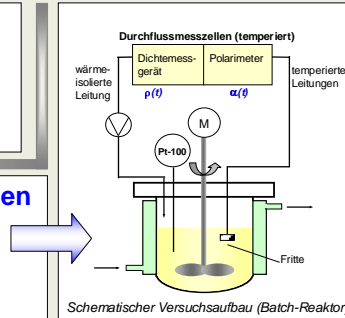 Durchflussmesszellen (temperiert)
Dichtemess-
gerät
Polarimeter
ρ(t)
α(t)
wärme-
isolierte
Leitung
temperierte
Leitungen
M
Pt-100
en
Fritte
Schematischer Versuchsaufbau (Batch-Reaktor)